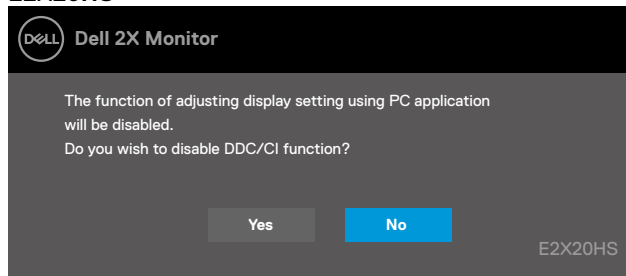 DELL Dell 2X Monitor
The function of adjusting display setting using PC application
will be disabled.
Do you wish to disable DDC/CI function?
Yes No
E2X20HS